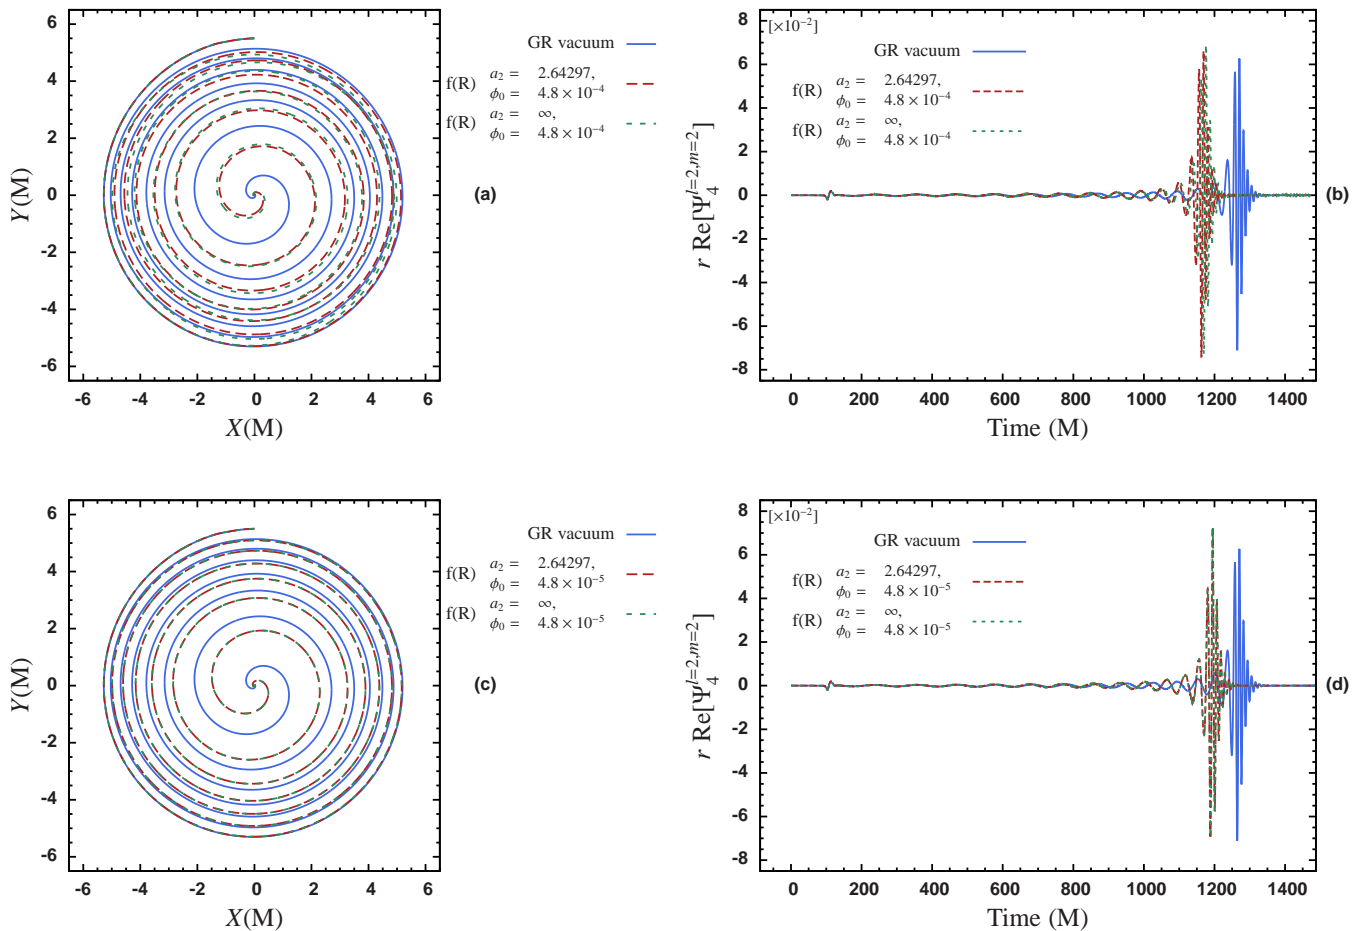 6
4
2
0
-2
-4
-6
Y(M)
-6 -4 -2 0 2 4 6
X(M)
GR vacuum
f(R) a₂ = 2.64297,
ϕ₀ = 4.8 × 10⁻⁴
f(R) a₂ = ∞,
ϕ₀ = 4.8 × 10⁻⁴
(a)
[×10⁻²]
8
6
4
2
0
-2
-4
-6
-8
r Re[Ψ₄^{l=2,m=2}]
0 200 400 600 800 1000 1200 1400
Time (M)
GR vacuum
f(R) a₂ = 2.64297,
ϕ₀ = 4.8 × 10⁻⁴
f(R) a₂ = ∞,
ϕ₀ = 4.8 × 10⁻⁴
(b)
6
4
2
0
-2
-4
-6
Y(M)
-6 -4 -2 0 2 4 6
X(M)
GR vacuum
f(R) a₂ = 2.64297,
ϕ₀ = 4.8 × 10⁻⁵
f(R) a₂ = ∞,
ϕ₀ = 4.8 × 10⁻⁵
(c)
[×10⁻²]
8
6
4
2
0
-2
-4
-6
-8
r Re[Ψ₄^{l=2,m=2}]
0 200 400 600 800 1000 1200 1400
Time (M)
GR vacuum
f(R) a₂ = 2.64297,
ϕ₀ = 4.8 × 10⁻⁵
f(R) a₂ = ∞,
ϕ₀ = 4.8 × 10⁻⁵
(d)